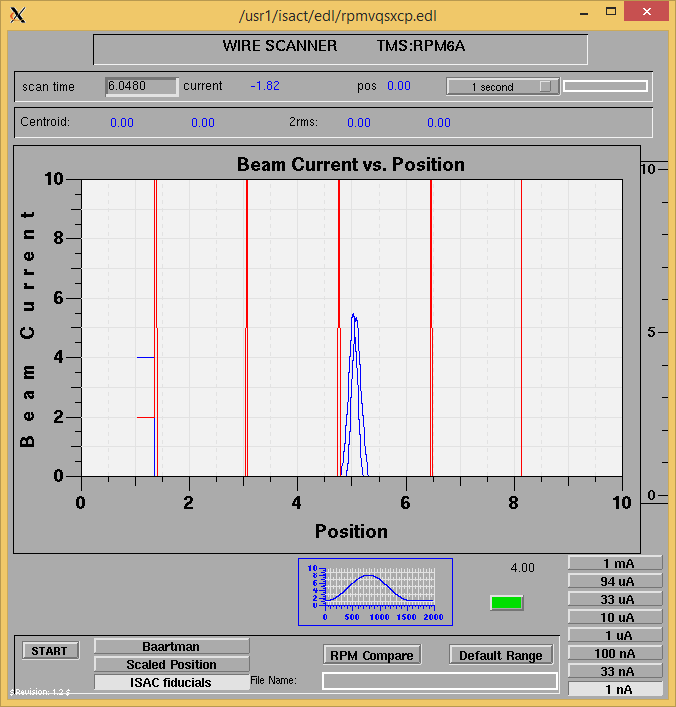 /usr1/isact/edl/rpmvqsxcp.edl
WIRE SCANNER TMS:RPM6A
scan time 6.0480 current -1.82 pos 0.00 1 second
Centroid: 0.00 0.00 2rms: 0.00 0.00
Beam Current vs. Position
10
8
6
4
2
0
Beam Current
0 2 4 6 8 10
Position
10
5
0
10
8
6
4
2
0
0 500 1000 1500 2000
4.00
1 mA
94 uA
33 uA
10 uA
1 uA
100 nA
33 nA
1 nA
START
Baartman
Scaled Position
ISAC fiducials
RPM Compare
Default Range
File Name:
$Revision: 1.2 $